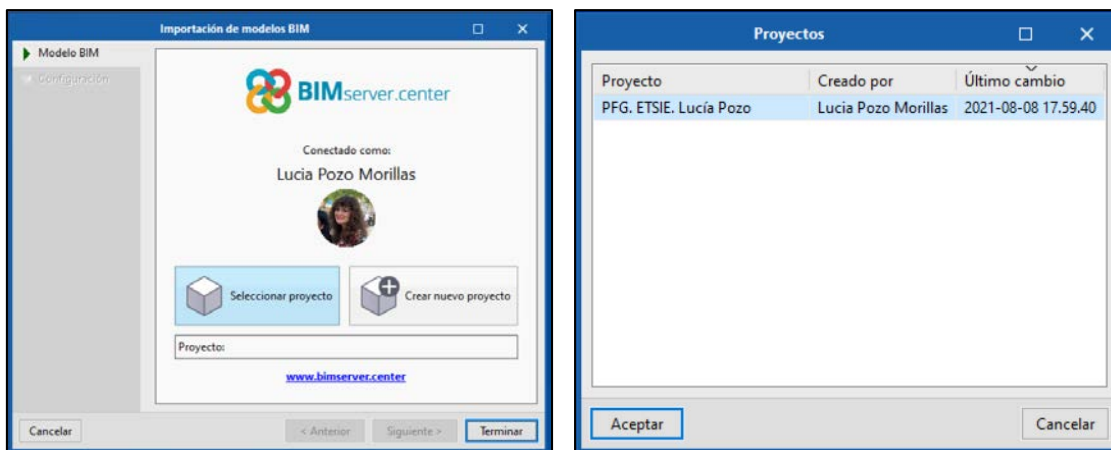 Importación de modelos BIM
Modelo BIM
Configuración
BIMserver.center
Conectado como:
Lucia Pozo Morillas
Seleccionar proyecto
Crear nuevo proyecto
Proyecto:
www.bimserver.center
Cancelar
< Anterior
Siguiente >
Terminar
Proyectos
Proyecto Creado por Último cambio
PFG. ETSIE. Lucía Pozo Lucia Pozo Morillas 2021-08-08 17.59.40
Aceptar
Cancelar